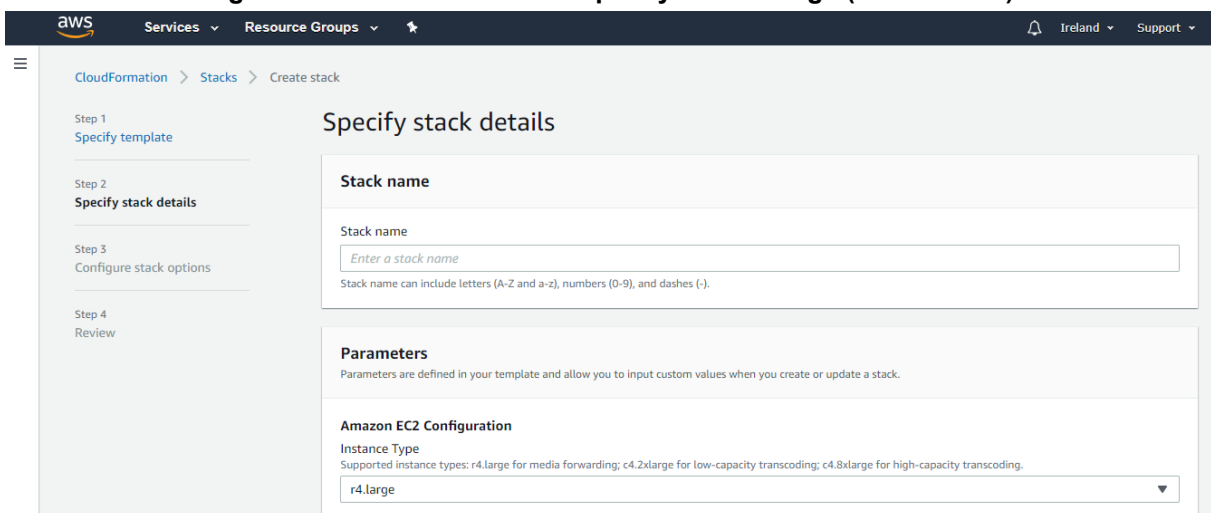 aws Services Resource Groups Ireland Support
CloudFormation > Stacks > Create stack
Step 1
Specify template
Step 2
Specify stack details
Step 3
Configure stack options
Step 4
Review
Specify stack details
Stack name
Stack name
Enter a stack name
Stack name can include letters (A-Z and a-z), numbers (0-9), and dashes (-).
Parameters
Parameters are defined in your template and allow you to input custom values when you create or update a stack.
Amazon EC2 Configuration
Instance Type
Supported instance types: r4.large for media forwarding; c4.2xlarge for low-capacity transcoding; c4.8xlarge for high-capacity transcoding.
r4.large